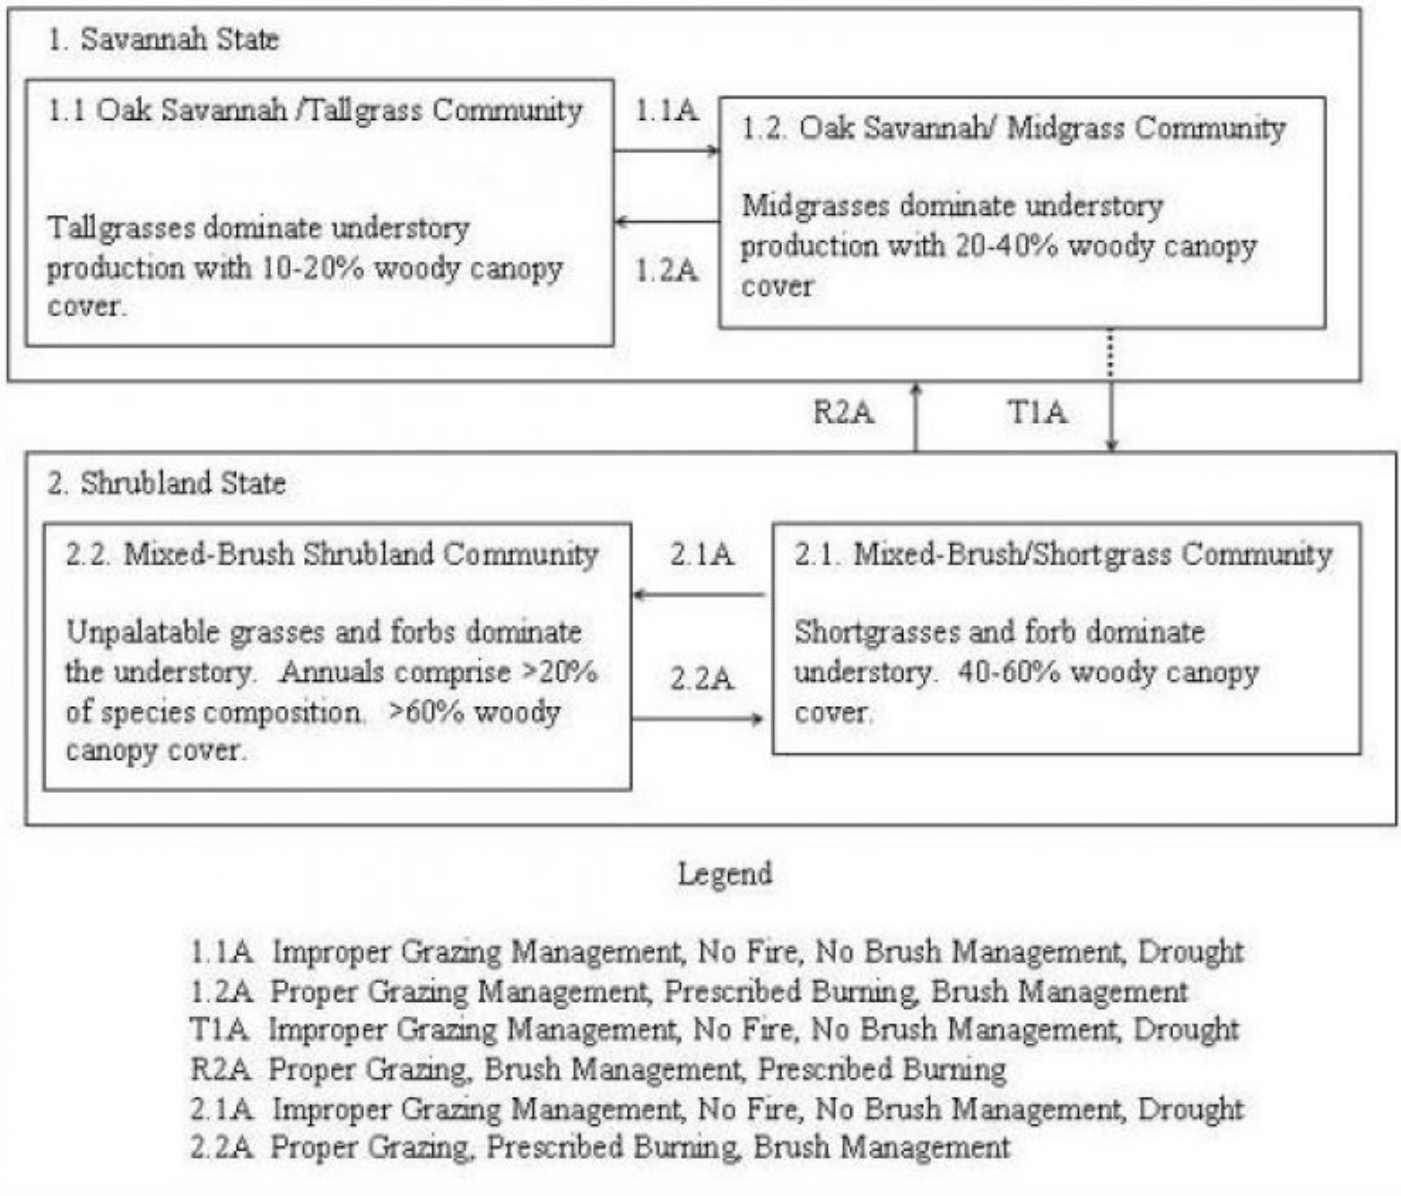 1. Savannah State
1.1 Oak Savannah /Tallgrass Community
Tallgrasses dominate understory
production with 10-20% woody canopy
cover.
1.1A
1.2A
1.2. Oak Savannah/ Midgrass Community
Midgrasses dominate understory
production with 20-40% woody canopy
cover
R2A
T1A
2. Shrubland State
2.2. Mixed-Brush Shrubland Community
Unpalatable grasses and forbs dominate
the understory. Annuals comprise >20%
of species composition. >60% woody
canopy cover.
2.1A
2.2A
2.1. Mixed-Brush/Shortgrass Community
Shortgrasses and forb dominate
understory. 40-60% woody canopy
cover.
Legend
1.1A Improper Grazing Management, No Fire, No Brush Management, Drought
1.2A Proper Grazing Management, Prescribed Burning, Brush Management
T1A Improper Grazing Management, No Fire, No Brush Management, Drought
R2A Proper Grazing, Brush Management, Prescribed Burning
2.1A Improper Grazing Management, No Fire, No Brush Management, Drought
2.2A Proper Grazing, Prescribed Burning, Brush Management